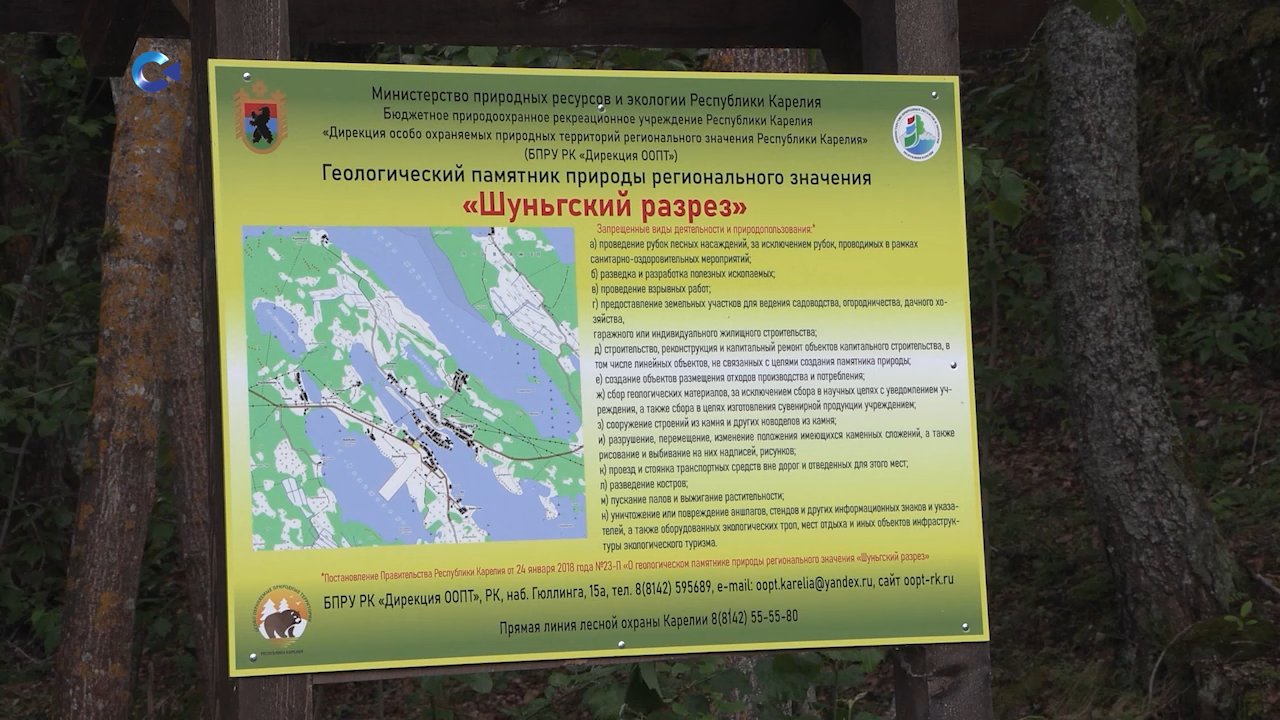 Министерство природных ресурсов и экологии Республики Карелия
Бюджетное природоохранное рекреационное учреждение Республики Карелия
«Дирекция особо охраняемых природных территорий регионального значения Республики Карелия»
(БПРУ РК «Дирекция ООПТ»)
Геологический памятник природы регионального значения
«Шуньгский разрез»
Запрещенные виды деятельности и природопользования:*
а) проведение рубок лесных насаждений, за исключением рубок, проводимых в рамках
санитарно-оздоровительных мероприятий;
б) разведка и разработка полезных ископаемых;
в) проведение взрывных работ;
г) предоставление земельных участков для ведения садоводства, огородничества, дачного хо-
зяйства,
гаражного или индивидуального жилищного строительства;
д) строительство, реконструкция и капитальный ремонт объектов капитального строительства, в
том числе линейных объектов, не связанных с целями создания памятника природы;
е) создание объектов размещения отходов производства и потребления;
ж) сбор геологических материалов, за исключением сбора в научных целях с уведомлением уч-
реждения, а также сбора в целях изготовления сувенирной продукции учреждением;
з) сооружение строений из камня и других новоделов из камня;
и) разрушение, перемещение, изменение положения имеющихся каменных сложений, а также
рисование и выбивание на них надписей, рисунков;
к) проезд и стоянка транспортных средств вне дорог и отведенных для этого мест;
л) разведение костров;
м) пускание палов и выжигание растительности;
н) уничтожение или повреждение аншлагов, стендов и других информационных знаков и указа-
телей, а также оборудованных экологических троп, мест отдыха и иных объектов инфраструк-
туры экологического туризма.
Шуньга
*Постановление Правительства Республики Карелия от 24 января 2018 года №23-П «О геологическом памятнике природы регионального значения «Шуньгский разрез»
БПРУ РК «Дирекция ООПТ», РК, наб. Гюллинга, 15а, тел. 8(8142) 595689, e-mail: oopt.karelia@yandex.ru, сайт oopt-rk.ru
Прямая линия лесной охраны Карелии 8(8142) 55-55-80
РЕСПУБЛИКА КАРЕЛИЯ